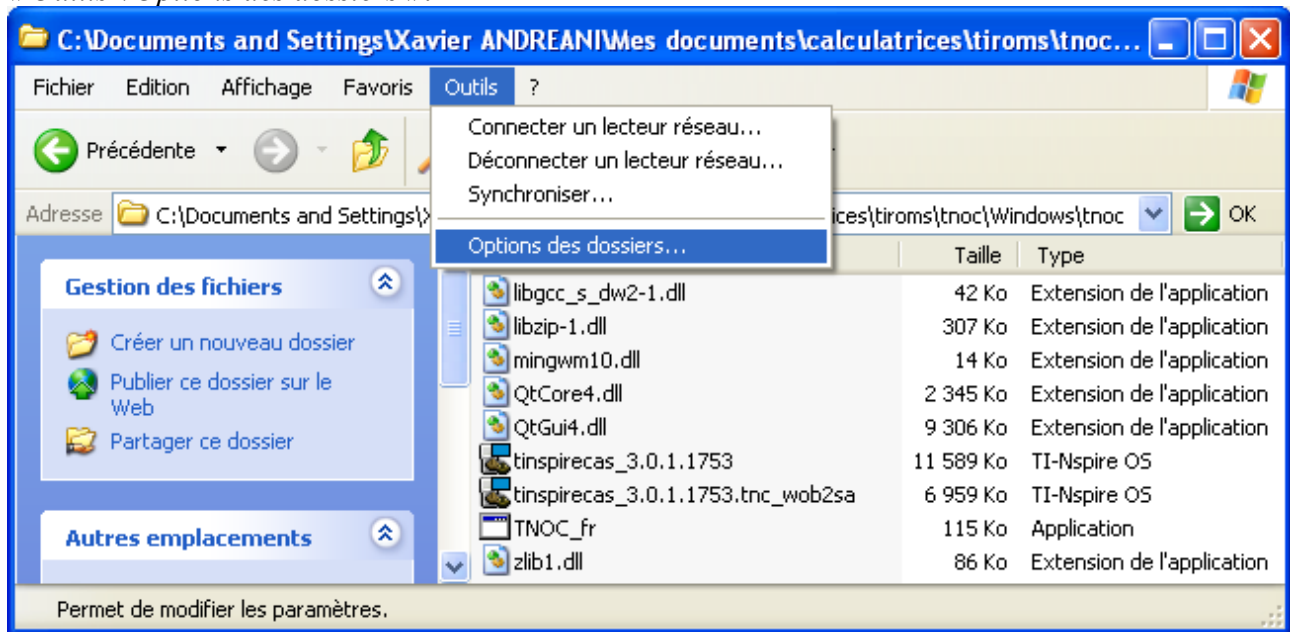 C:\Documents and Settings\Xavier ANDREANI\Mes documents\calculatrices\tiroms\tnoc...
Fichier Edition Affichage Favoris Outils ?
Connecter un lecteur réseau...
Précédente
Déconnecter un lecteur réseau...
Synchroniser...
Adresse C:\Documents and Settings\ ices\tiroms\tnoc\Windows\tnoc OK
Options des dossiers...
Taille Type
Gestion des fichiers
libgcc_s_dw2-1.dll 42 Ko Extension de l'application
libzip-1.dll 307 Ko Extension de l'application
Créer un nouveau dossier
mingwm10.dll 14 Ko Extension de l'application
Publier ce dossier sur le
Web
QtCore4.dll 2 345 Ko Extension de l'application
QtGui4.dll 9 306 Ko Extension de l'application
Partager ce dossier
tinspirecas_3.0.1.1753 11 589 Ko TI-Nspire OS
tinspirecas_3.0.1.1753.tnc_wob2sa 6 959 Ko TI-Nspire OS
TNOC_fr 115 Ko Application
Autres emplacements
zlib1.dll 86 Ko Extension de l'application
Permet de modifier les paramètres.